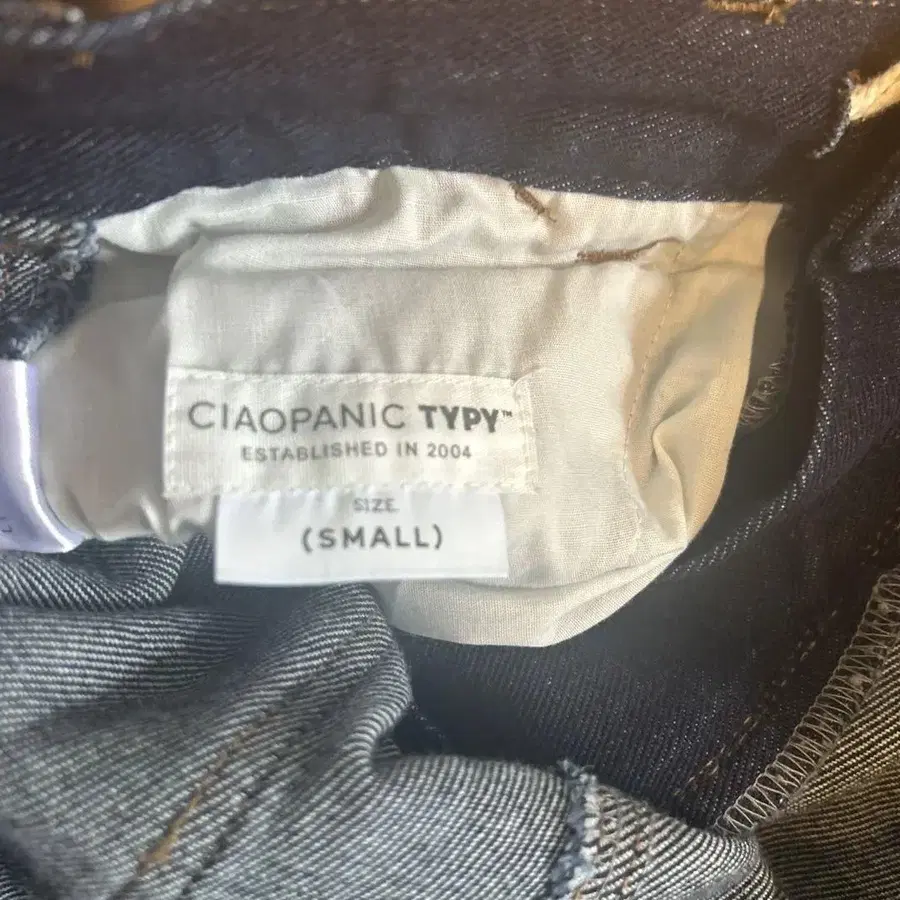 CIAOPANIC TYPY™
ESTABLISHED IN 2004
SIZE
(SMALL)